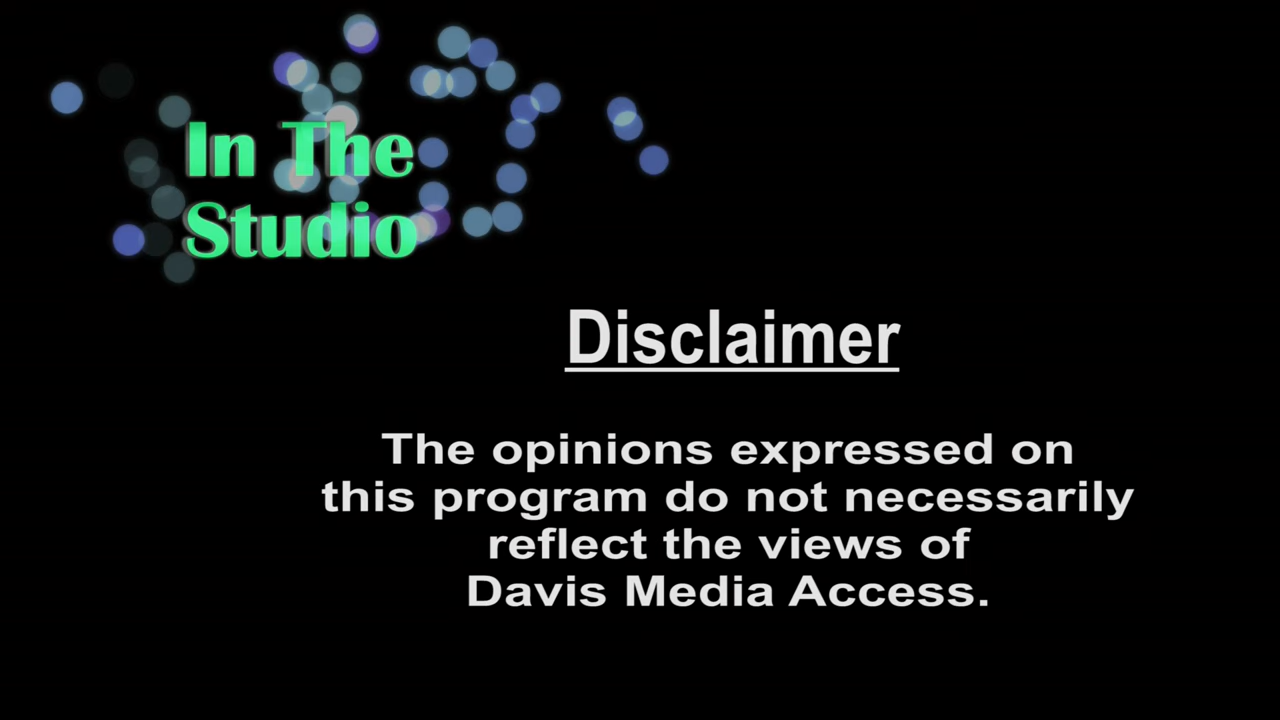 In The
Studio
Disclaimer
The opinions expressed on
this program do not necessarily
reflect the views of
Davis Media Access.